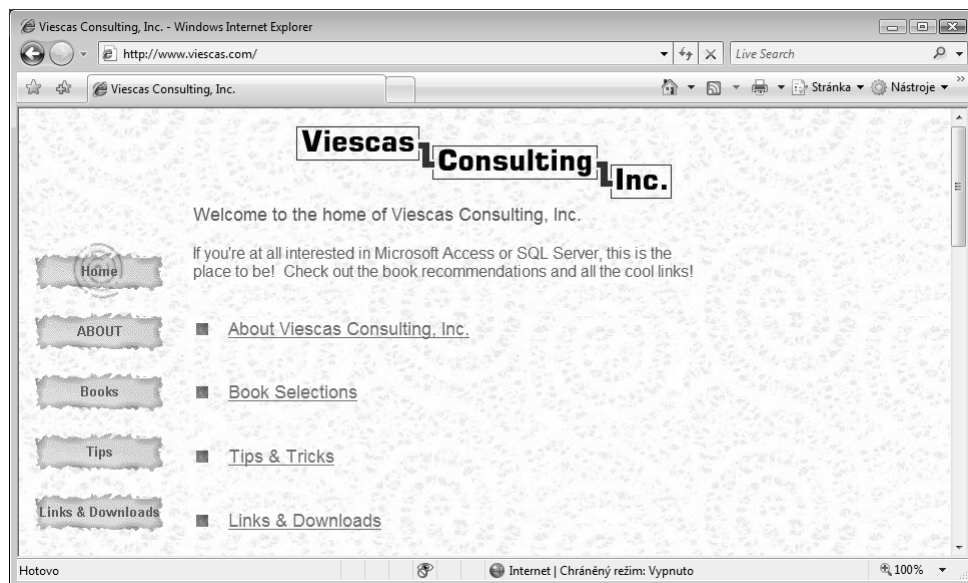 Viescas Consulting, Inc. - Windows Internet Explorer
http://www.viescas.com/
Live Search
Viescas Consulting, Inc.
Stránka
Nástroje
Viescas
Consulting
Inc.
Welcome to the home of Viescas Consulting, Inc.
If you're at all interested in Microsoft Access or SQL Server, this is the
place to be! Check out the book recommendations and all the cool links!
Home
ABOUT
About Viescas Consulting, Inc.
Books
Book Selections
Tips
Tips & Tricks
Links & Downloads
Links & Downloads
Hotovo
Internet | Chráněný režim: Vypnuto
100%